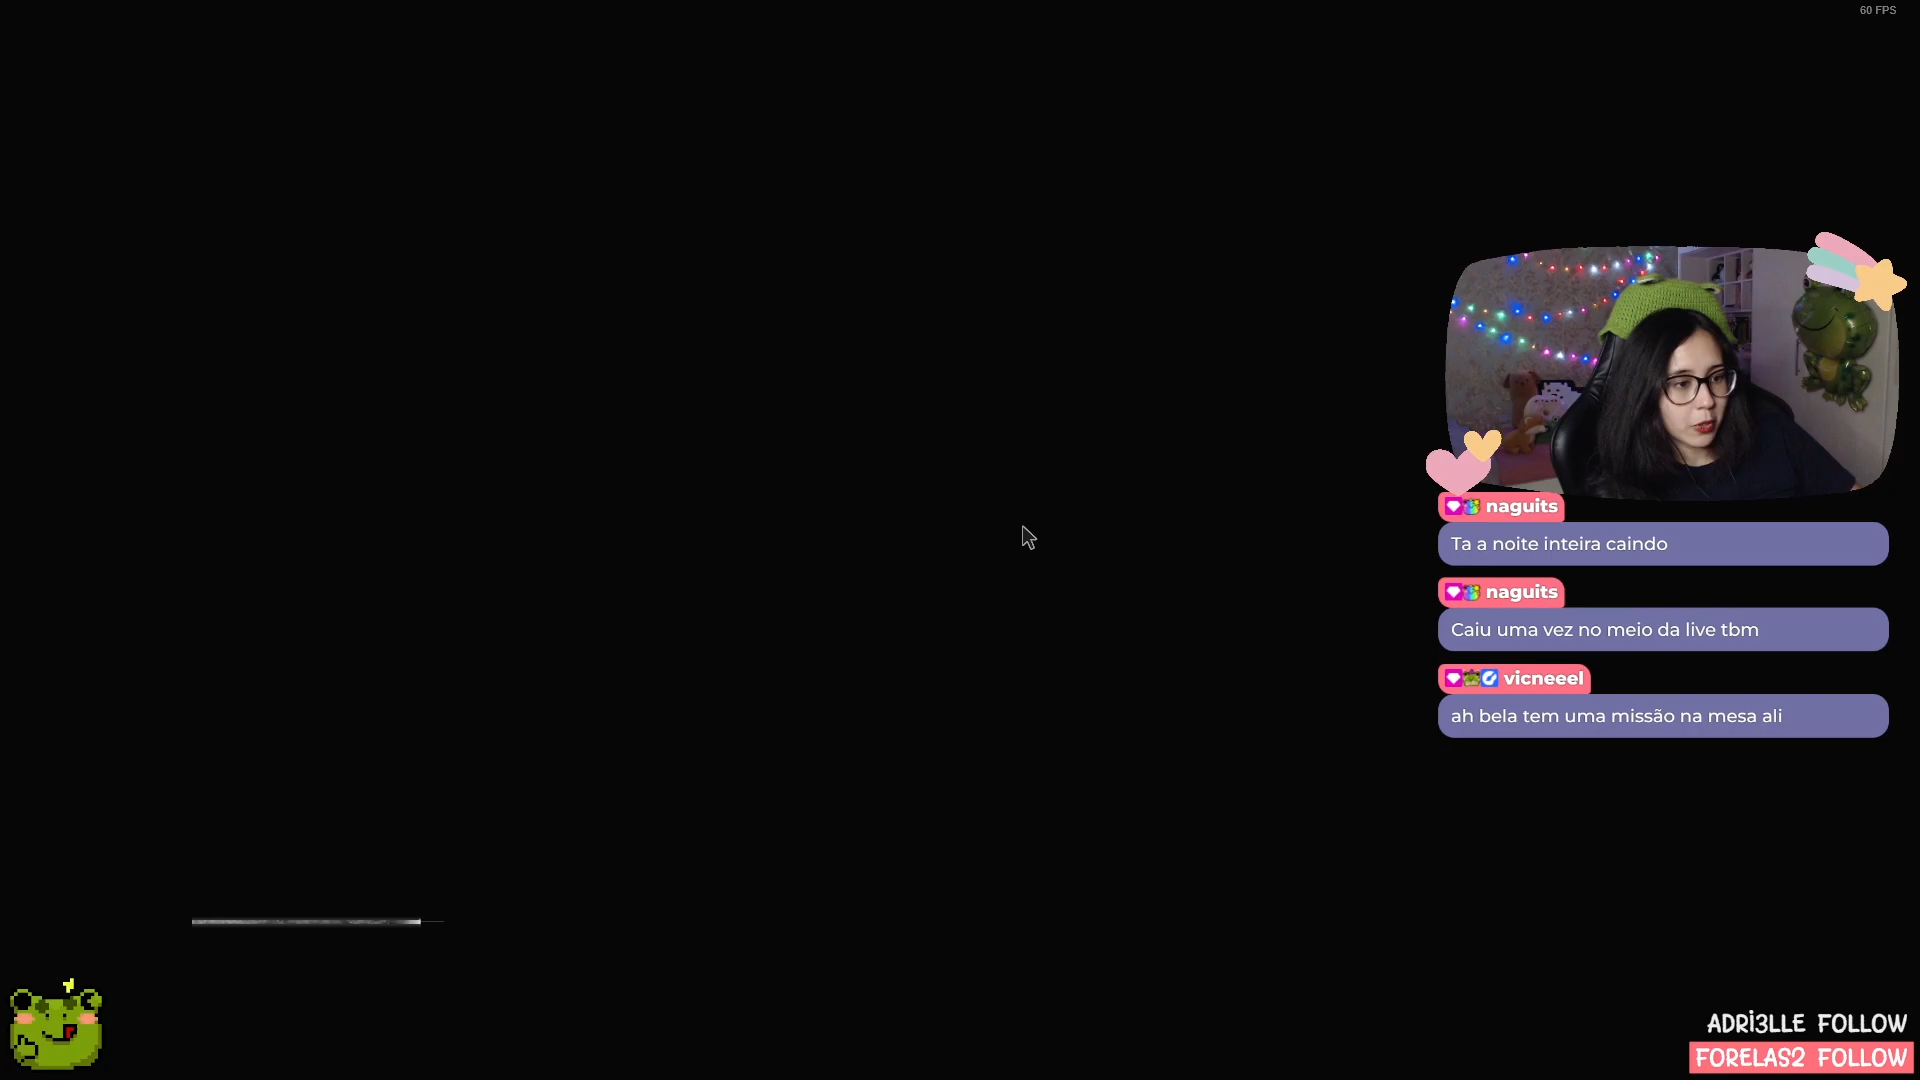 60 FPS
naguits
Ta a noite inteira caindo
naguits
Caiu uma vez no meio da live tbm
vicneeel
ah bela tem uma missão na mesa ali
ADRI3LLE FOLLOW
FORELAS2 FOLLOW